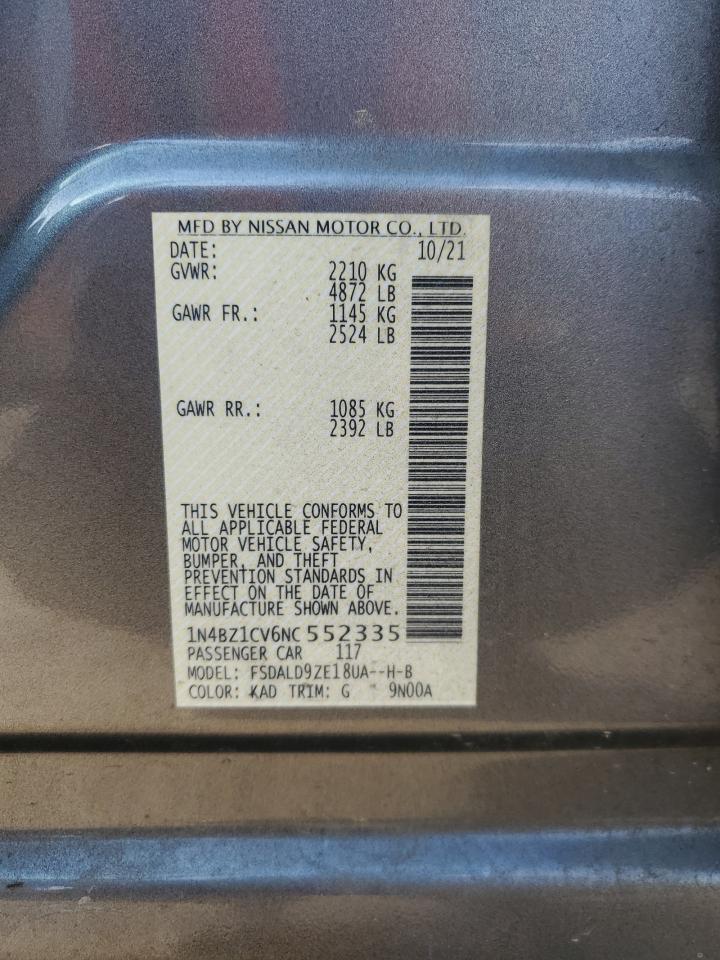 MFD BY NISSAN MOTOR CO., LTD.
DATE: 10/21
GVWR: 2210 KG
4872 LB
GAWR FR.: 1145 KG
2524 LB
GAWR RR.: 1085 KG
2392 LB
THIS VEHICLE CONFORMS TO
ALL APPLICABLE FEDERAL
MOTOR VEHICLE SAFETY,
BUMPER, AND THEFT
PREVENTION STANDARDS IN
EFFECT ON THE DATE OF
MANUFACTURE SHOWN ABOVE.
1N4BZ1CV6NC552335
PASSENGER CAR 117
MODEL: FSDALD9ZE18UA--H-B
COLOR: KAD TRIM: G 9N00A